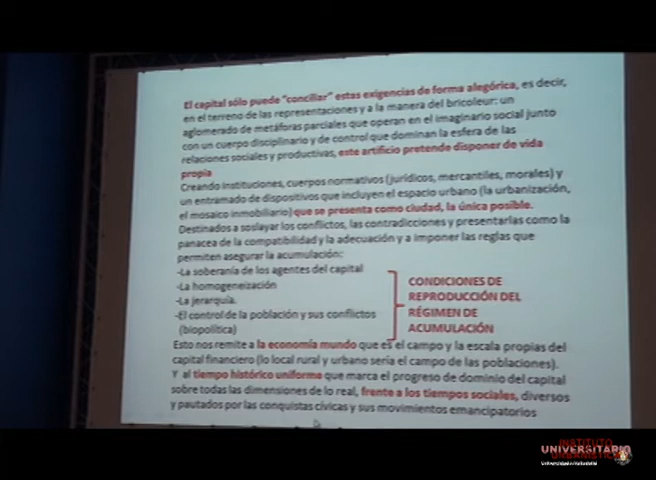 El capital sólo puede "conciliar" estas exigencias de forma alegórica, es decir,
en el terreno de las representaciones y a la manera del bricoleur: un
aglomerado de metáforas parciales que operan en el imaginario social junto
con un cuerpo disciplinario y de control que dominan la esfera de las
relaciones sociales y productivas, este artificio pretende disponer de vida
propia
Creando instituciones, cuerpos normativos (jurídicos, mercantiles, morales) y
un entramado de dispositivos que incluyen el espacio urbano (la urbanización,
el mosaico inmobiliario) que se presenta como ciudad, la única posible.
Destinados a soslayar los conflictos, las contradicciones y presentarlas como la
panacea de la compatibilidad y la adecuación y a imponer las reglas que
permiten asegurar la acumulación:
-La soberanía de los agentes del capital
-La homogeneización
-La jerarquía.
-El control de la población y sus conflictos
(biopolítica)
CONDICIONES DE
REPRODUCCIÓN DEL
RÉGIMEN DE
ACUMULACIÓN
Esto nos remite a la economía mundo que es el campo y la escala propias del
capital financiero (lo local rural y urbano sería el campo de las poblaciones).
Y al tiempo histórico uniforme que marca el progreso de dominio del capital
sobre todas las dimensiones de lo real, frente a los tiempos sociales, diversos
y pautados por las conquistas cívicas y sus movimientos emancipatorios
INSTITUTO
UNIVERSITARIO